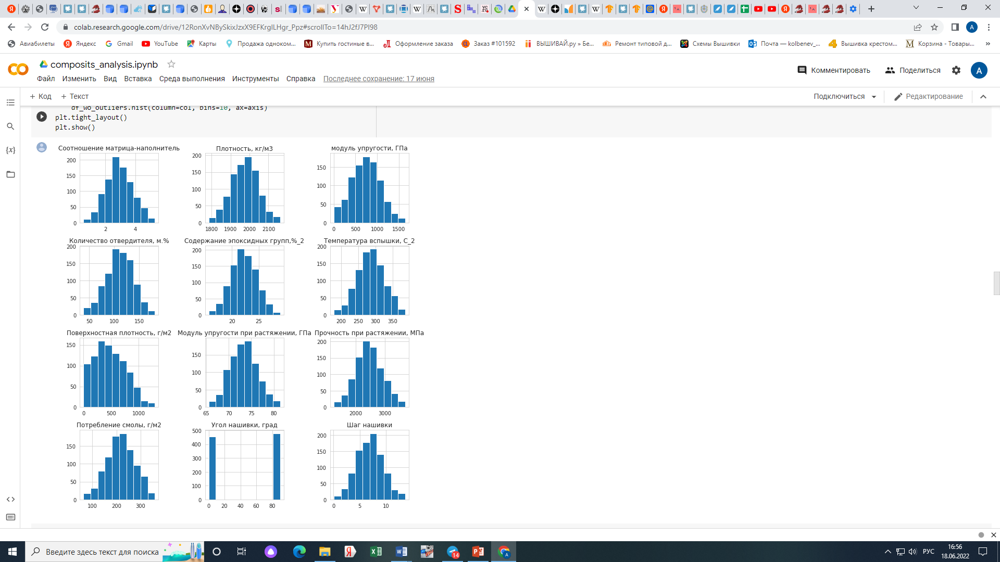 colab.research.google.com/drive/12RonXvNBySkixJzxX9EFKrgILHgr_Ppz#scrollTo=14hJ2fJ7PI98
Авиабилеты Яндекс Gmail YouTube Карты Продажа одноком... Купить гостиные в... Оформление заказа Заказ #101592 ВЫШИВАЙ.ру » Бе... Ремонт типовой д... Схемы Вышивки Почта — kolbenev_... Вышивка крестом... Корзина - Товары... »
composits_analysis.ipynb
Комментировать Поделиться A
Файл Изменить Вид Вставка Среда выполнения Инструменты Справка Последнее сохранение: 17 июня
+ Код + Текст Подключиться Редактирование
df_wo_outliers.hist(column=col, bins=10, ax=axis)
plt.tight_layout()
plt.show()
Соотношение матрица-наполнитель Плотность, кг/м3 модуль упругости, ГПа
200 150 100 50 0 2 4
200 150 100 50 0 1800 1900 2000 2100
150 100 50 0 0 500 1000 1500
Количество отвердителя, м.% Содержание эпоксидных групп,%_2 Температура вспышки, С_2
200 150 100 50 0 50 100 150
200 150 100 50 0 20 25
200 150 100 50 0 200 250 300 350
Поверхностная плотность, г/м2 Модуль упругости при растяжении, ГПа Прочность при растяжении, МПа
150 100 50 0 0 500 1000
150 100 50 0 65 70 75 80
200 150 100 50 0 2000 3000
Потребление смолы, г/м2 Угол нашивки, град Шаг нашивки
150 100 50 0 100 200 300
500 400 300 200 100 0 0 20 40 60 80
200 150 100 50 0 0 5 10
Введите здесь текст для поиска
14
РУС
16:56
18.06.2022